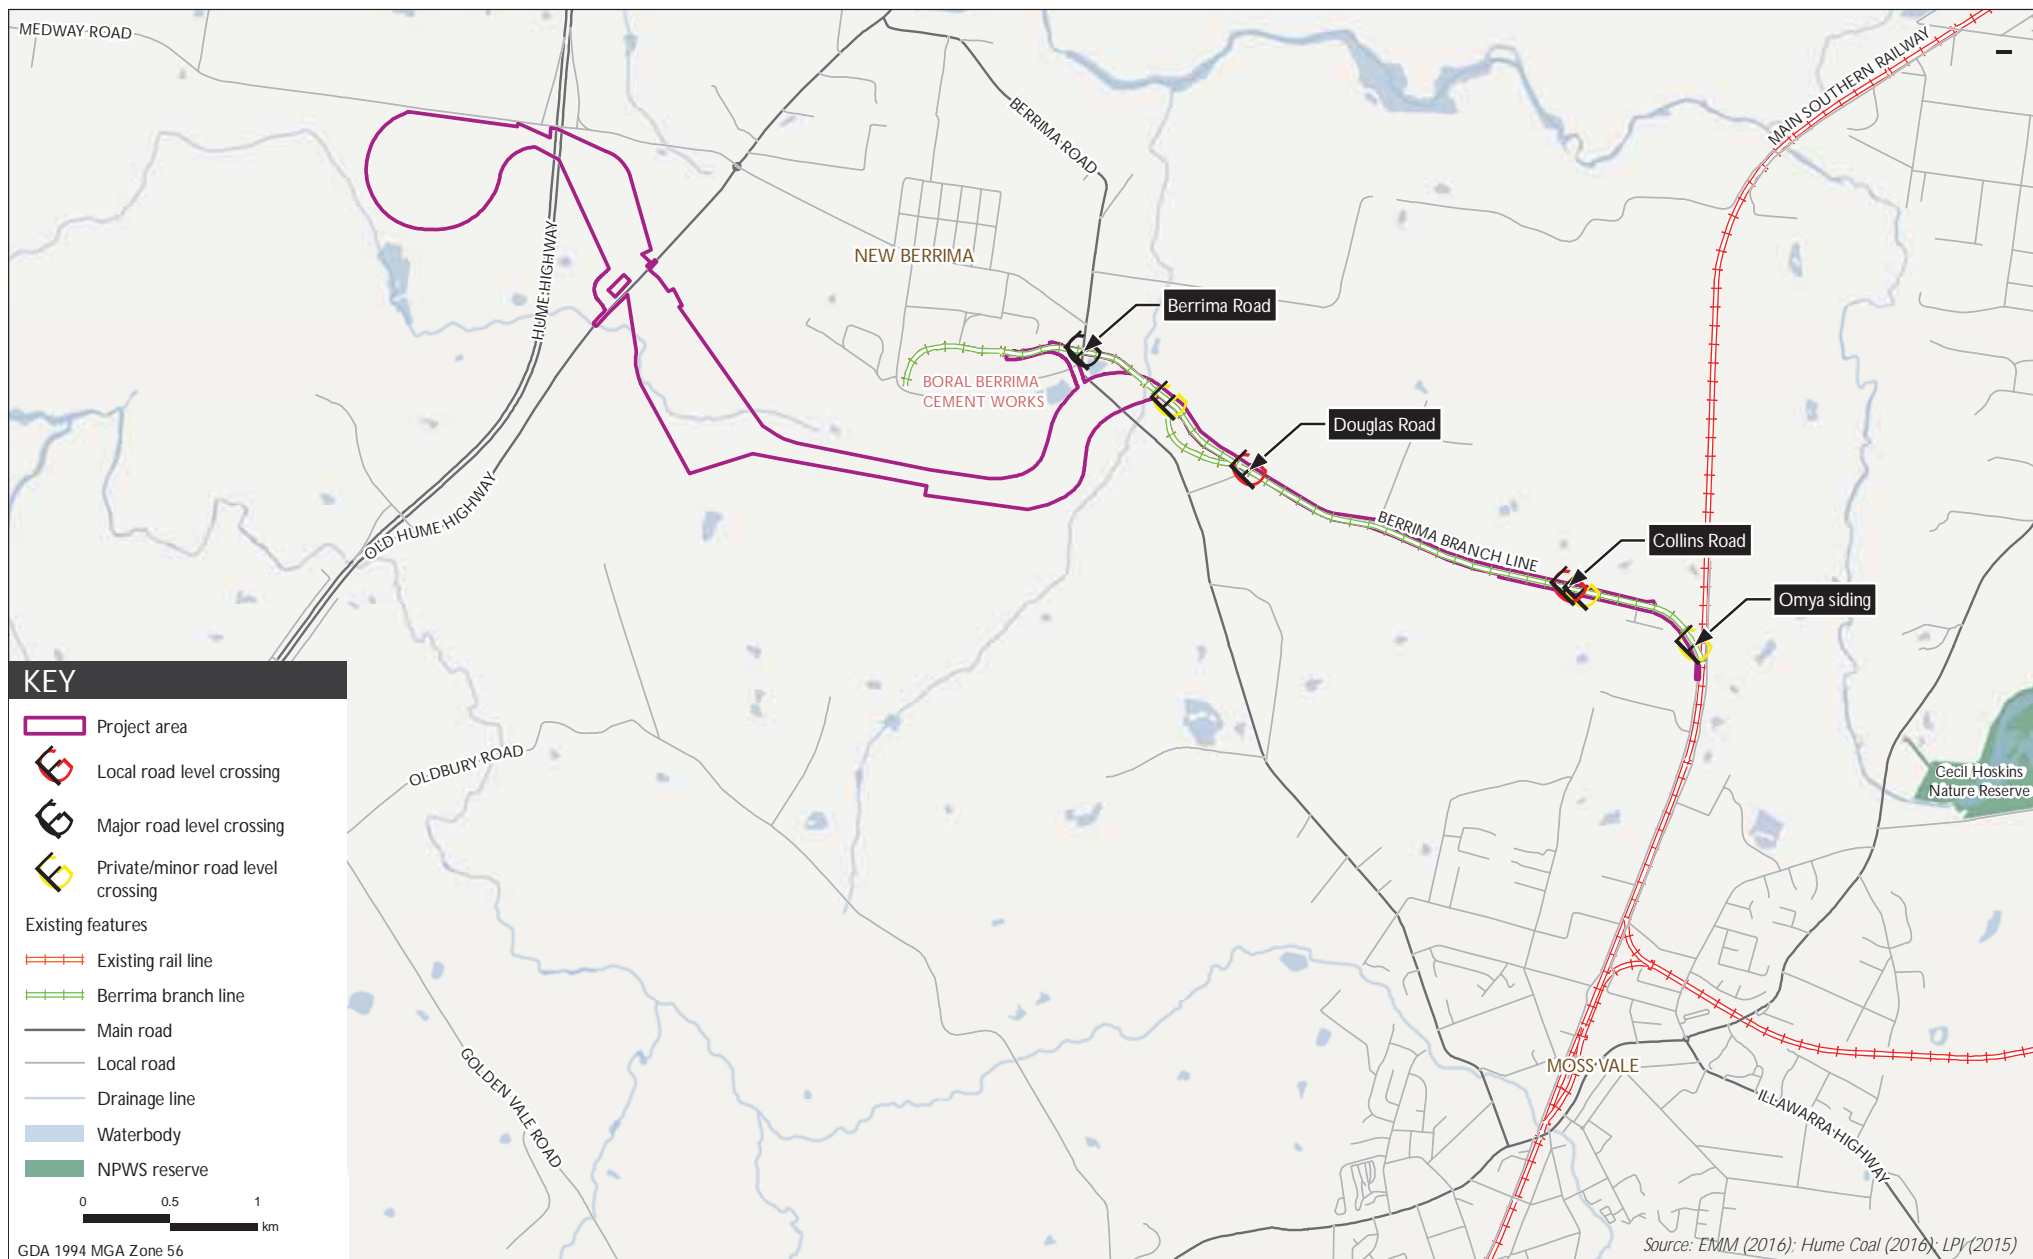 MEDWAY ROAD
MAIN SOUTHERN RAILWAY
BERRIMA ROAD
HUME HIGHWAY
NEW BERRIMA
Berrima Road
BORAL BERRIMA
CEMENT WORKS
Douglas Road
OLD HUME HIGHWAY
BERRIMA BRANCH LINE
Collins Road
Omya siding
OLDBURY ROAD
Cecil Hoskins
Nature Reserve
GOLDEN VALE ROAD
MOSS VALE
ILLAWARRA HIGHWAY
KEY
Project area
Local road level crossing
Major road level crossing
Private/minor road level
crossing
Existing features
Existing rail line
Berrima branch line
Main road
Local road
Drainage line
Waterbody
NPWS reserve
0 0.5 1
km
GDA 1994 MGA Zone 56
Source: EMM (2016); Hume Coal (2016); LPI (2015)